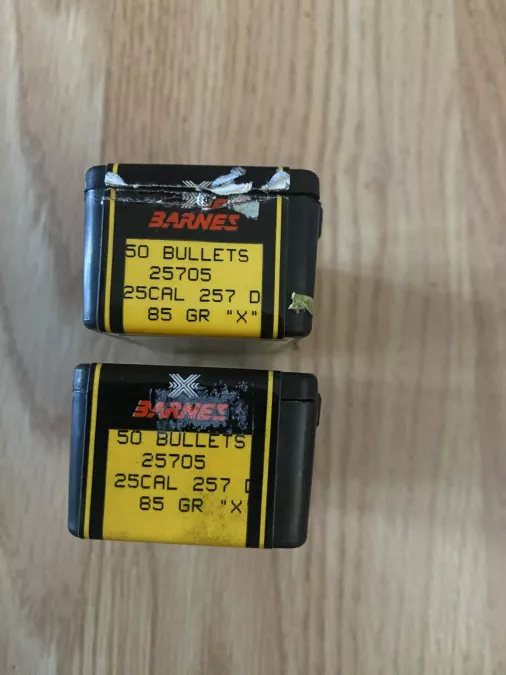 BARNES
50 BULLETS
25705
25CAL 257 D
85 GR "X"
BARNES
50 BULLETS
25705
25CAL 257 D
85 GR "X